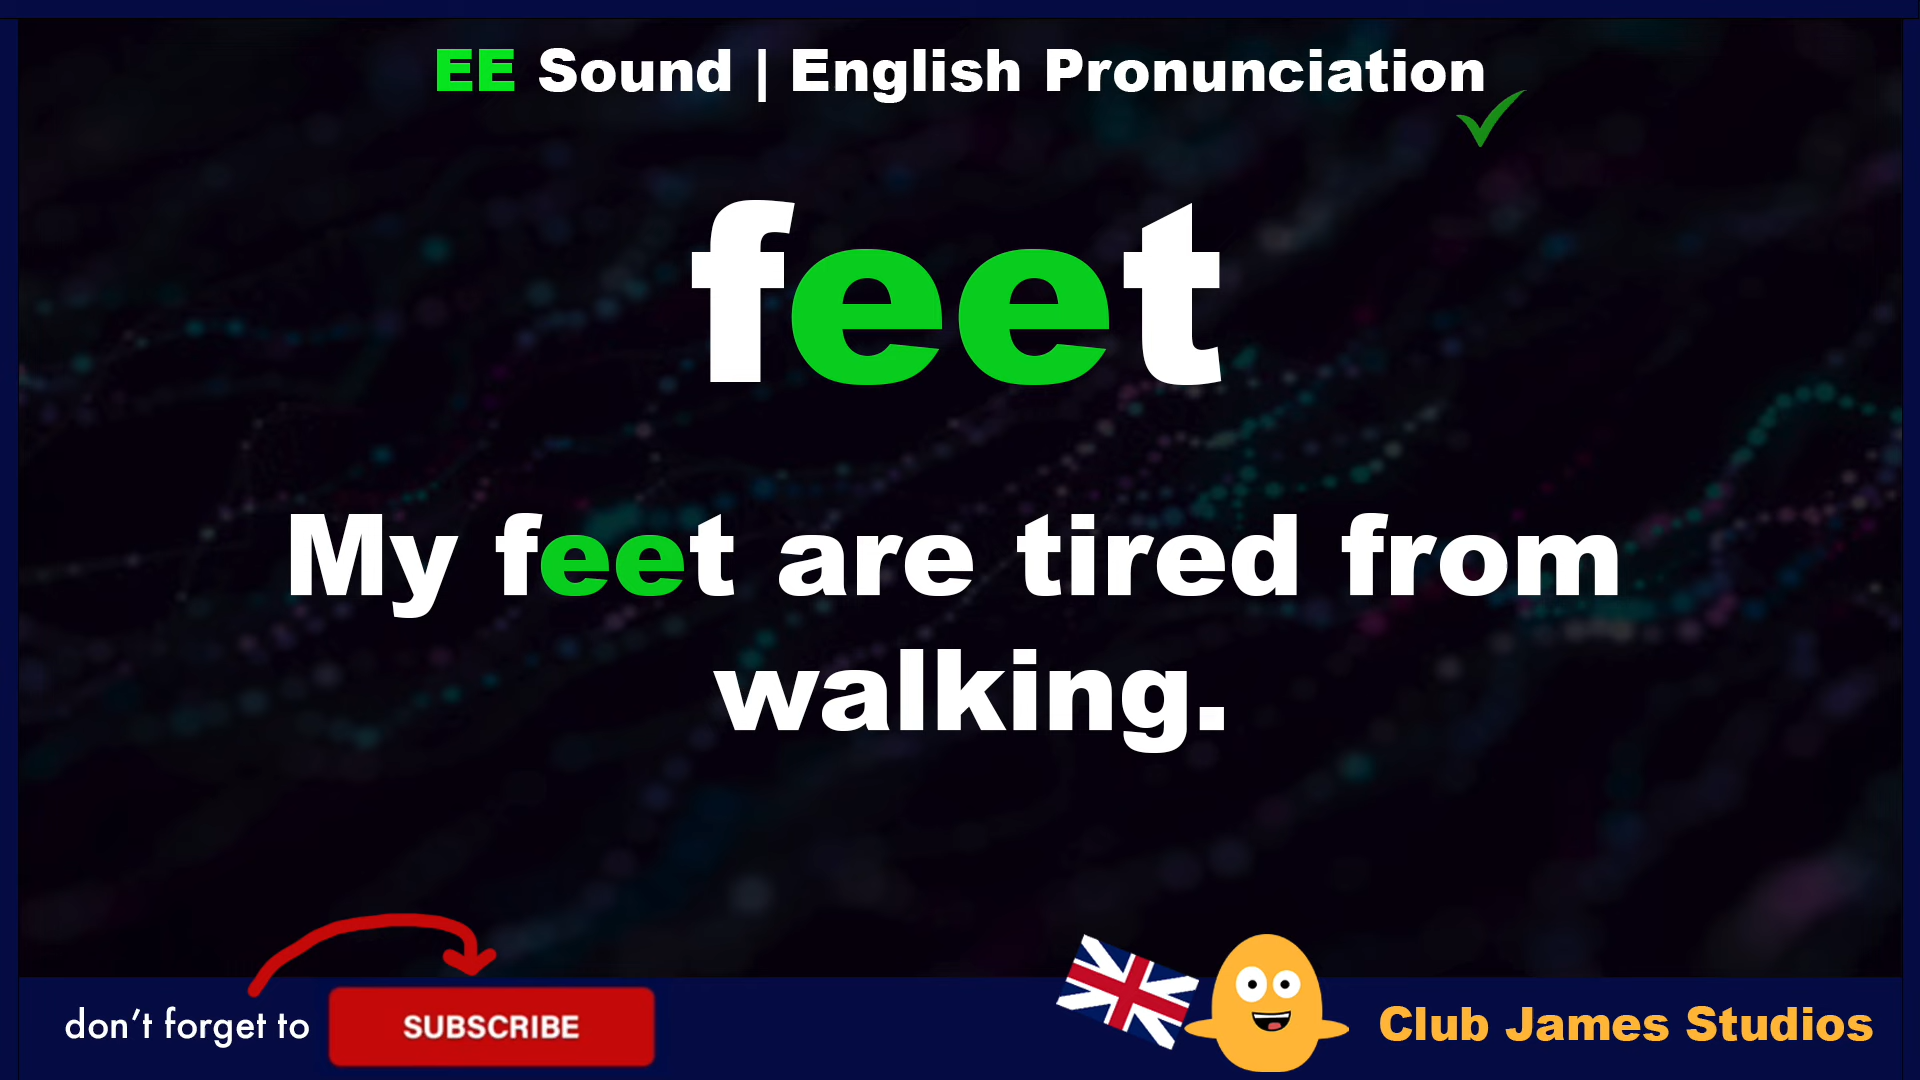 EE Sound | English Pronunciation
feet
My feet are tired from
walking.
don't forget to
SUBSCRIBE
Club James Studios